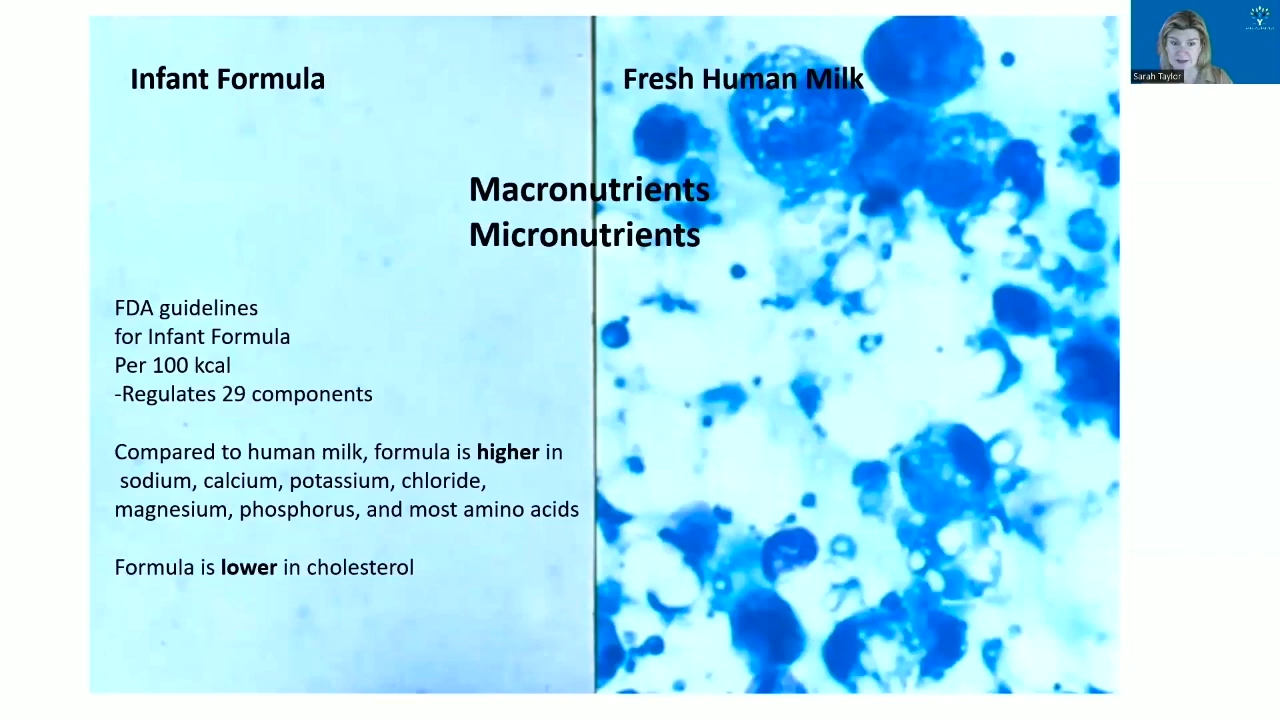 Infant Formula
Fresh Human Milk
Macronutrients
Micronutrients
FDA guidelines
for Infant Formula
Per 100 kcal
-Regulates 29 components
Compared to human milk, formula is higher in
sodium, calcium, potassium, chloride,
magnesium, phosphorus, and most amino acids
Formula is lower in cholesterol
Sarah Taylor